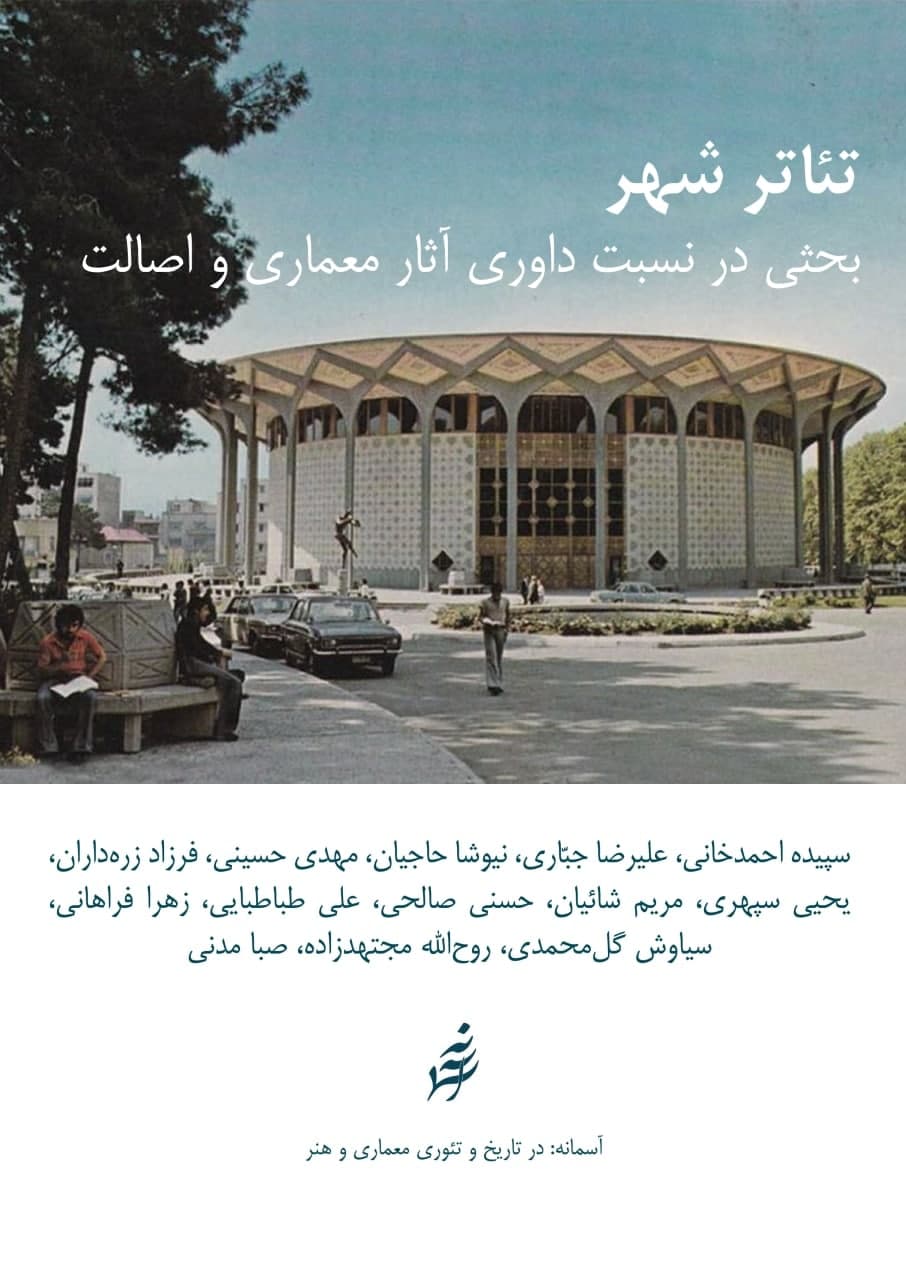 تئاتر شهر
بحثی در نسبت داوری آثار معماری و اصالت
سپیده احمدخانی، علیرضا جبّاری، نیوشا حاجیان، مهدی حسینی، فرزاد زره‌داران،
یحیی سپهری، مریم شائیان، حسنی صالحی، علی طباطبایی، زهرا فراهانی،
سیاوش گل‌محمدی، روح‌الله مجتهدزاده، صبا مدنی
آسمانه: در تاریخ و تئوری معماری و هنر